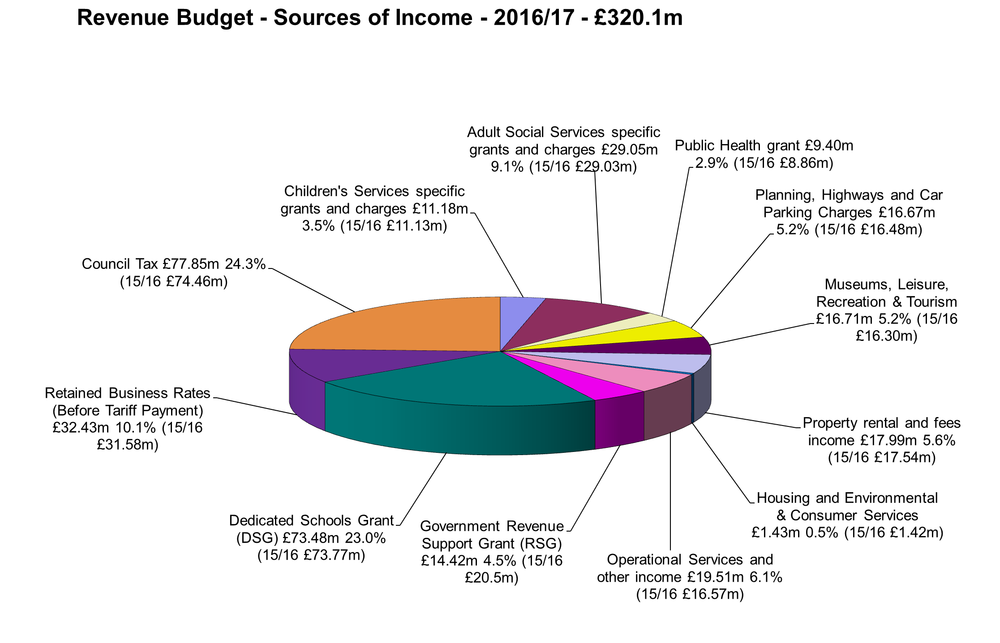 Revenue Budget - Sources of Income - 2016/17 - £320.1m
Adult Social Services specific
grants and charges £29.05m
9.1% (15/16 £29.03m)
Public Health grant £9.40m
2.9% (15/16 £8.86m)
Children's Services specific
grants and charges £11.18m
3.5% (15/16 £11.13m)
Planning, Highways and Car
Parking Charges £16.67m
5.2% (15/16 £16.48m)
Council Tax £77.85m 24.3%
(15/16 £74.46m)
Museums, Leisure,
Recreation & Tourism
£16.71m 5.2% (15/16
£16.30m)
Retained Business Rates
(Before Tariff Payment)
£32.43m 10.1% (15/16
£31.58m)
Property rental and fees
income £17.99m 5.6%
(15/16 £17.54m)
Housing and Environmental
& Consumer Services
£1.43m 0.5% (15/16 £1.42m)
Dedicated Schools Grant
(DSG) £73.48m 23.0%
(15/16 £73.77m)
Government Revenue
Support Grant (RSG)
£14.42m 4.5% (15/16
£20.5m)
Operational Services and
other income £19.51m 6.1%
(15/16 £16.57m)